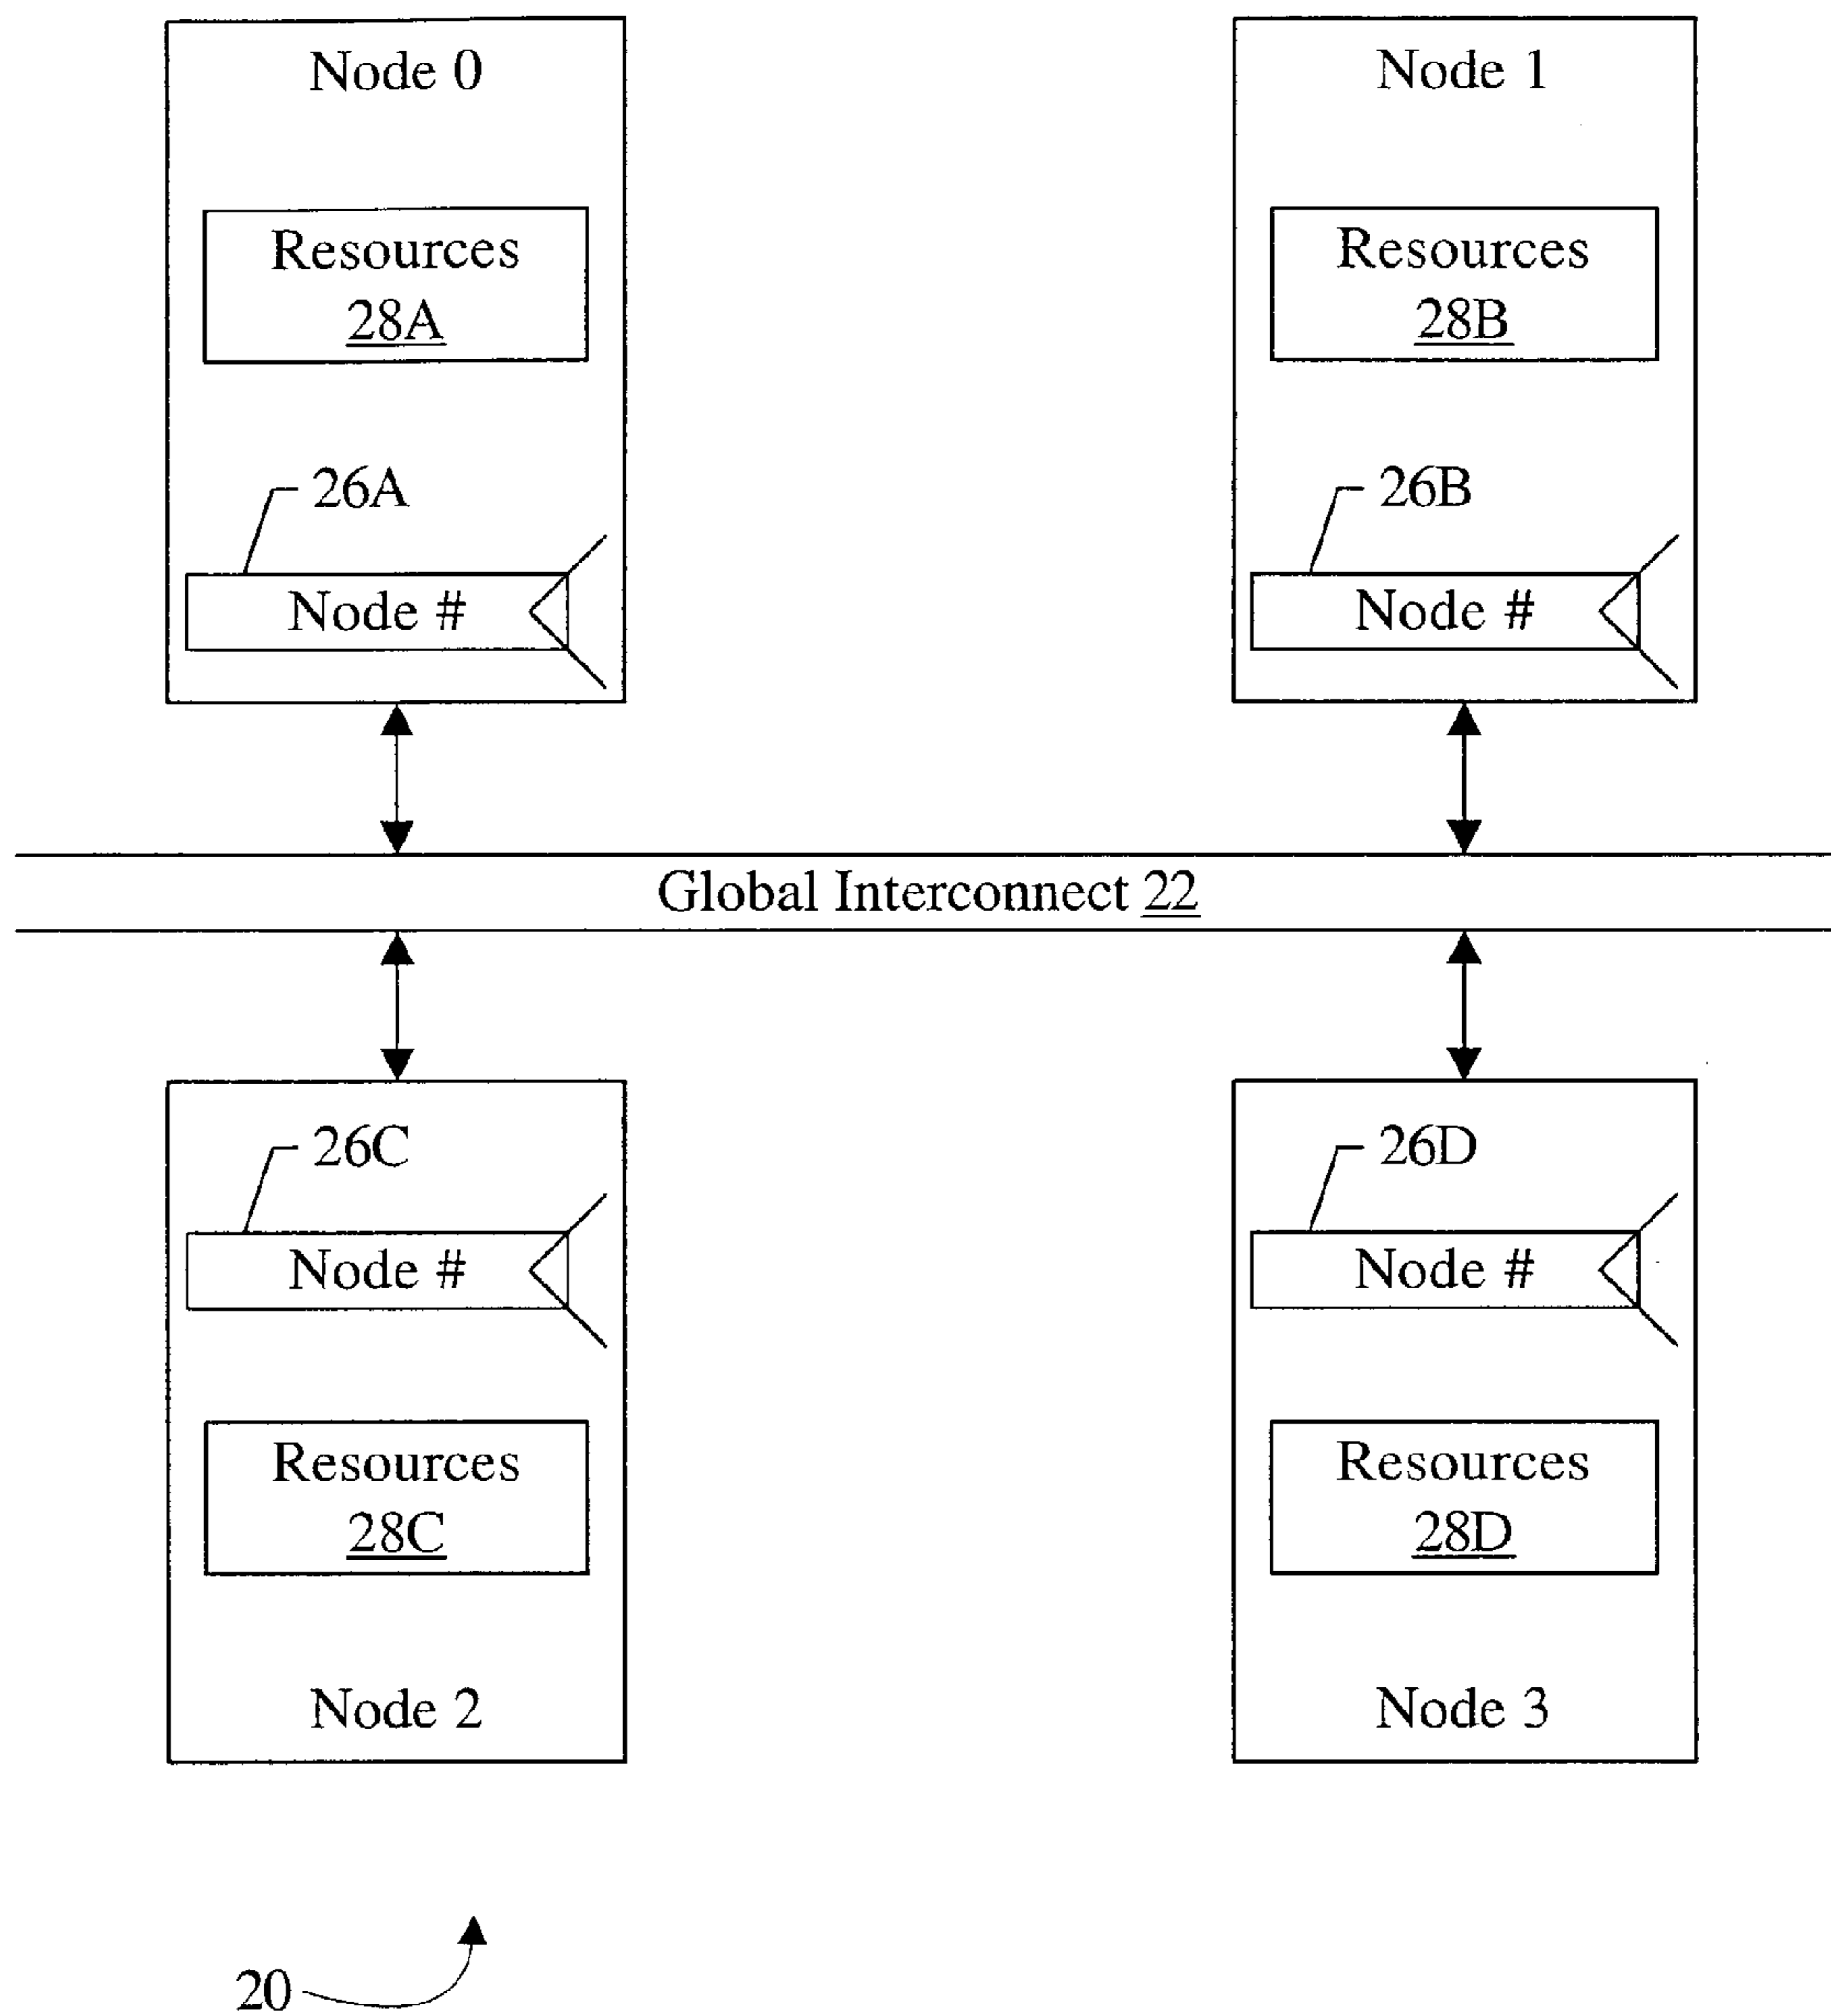 Node 0
Resources
28A
26A
Node #
Node 1
Resources
28B
26B
Node #
Global Interconnect 22
26C
Node #
Resources
28C
Node 2
26D
Node #
Resources
28D
Node 3
20